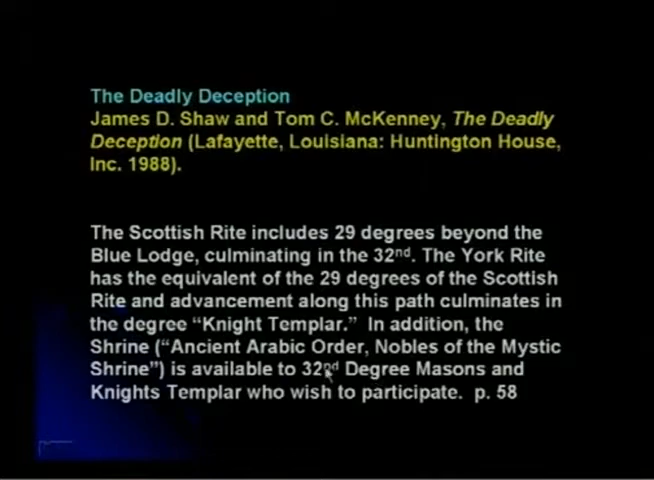 The Deadly Deception
James D. Shaw and Tom C. McKenney, The Deadly
Deception (Lafayette, Louisiana: Huntington House,
Inc. 1988).
The Scottish Rite includes 29 degrees beyond the
Blue Lodge, culminating in the 32nd. The York Rite
has the equivalent of the 29 degrees of the Scottish
Rite and advancement along this path culminates in
the degree “Knight Templar.” In addition, the
Shrine (“Ancient Arabic Order, Nobles of the Mystic
Shrine”) is available to 32nd Degree Masons and
Knights Templar who wish to participate. p. 58